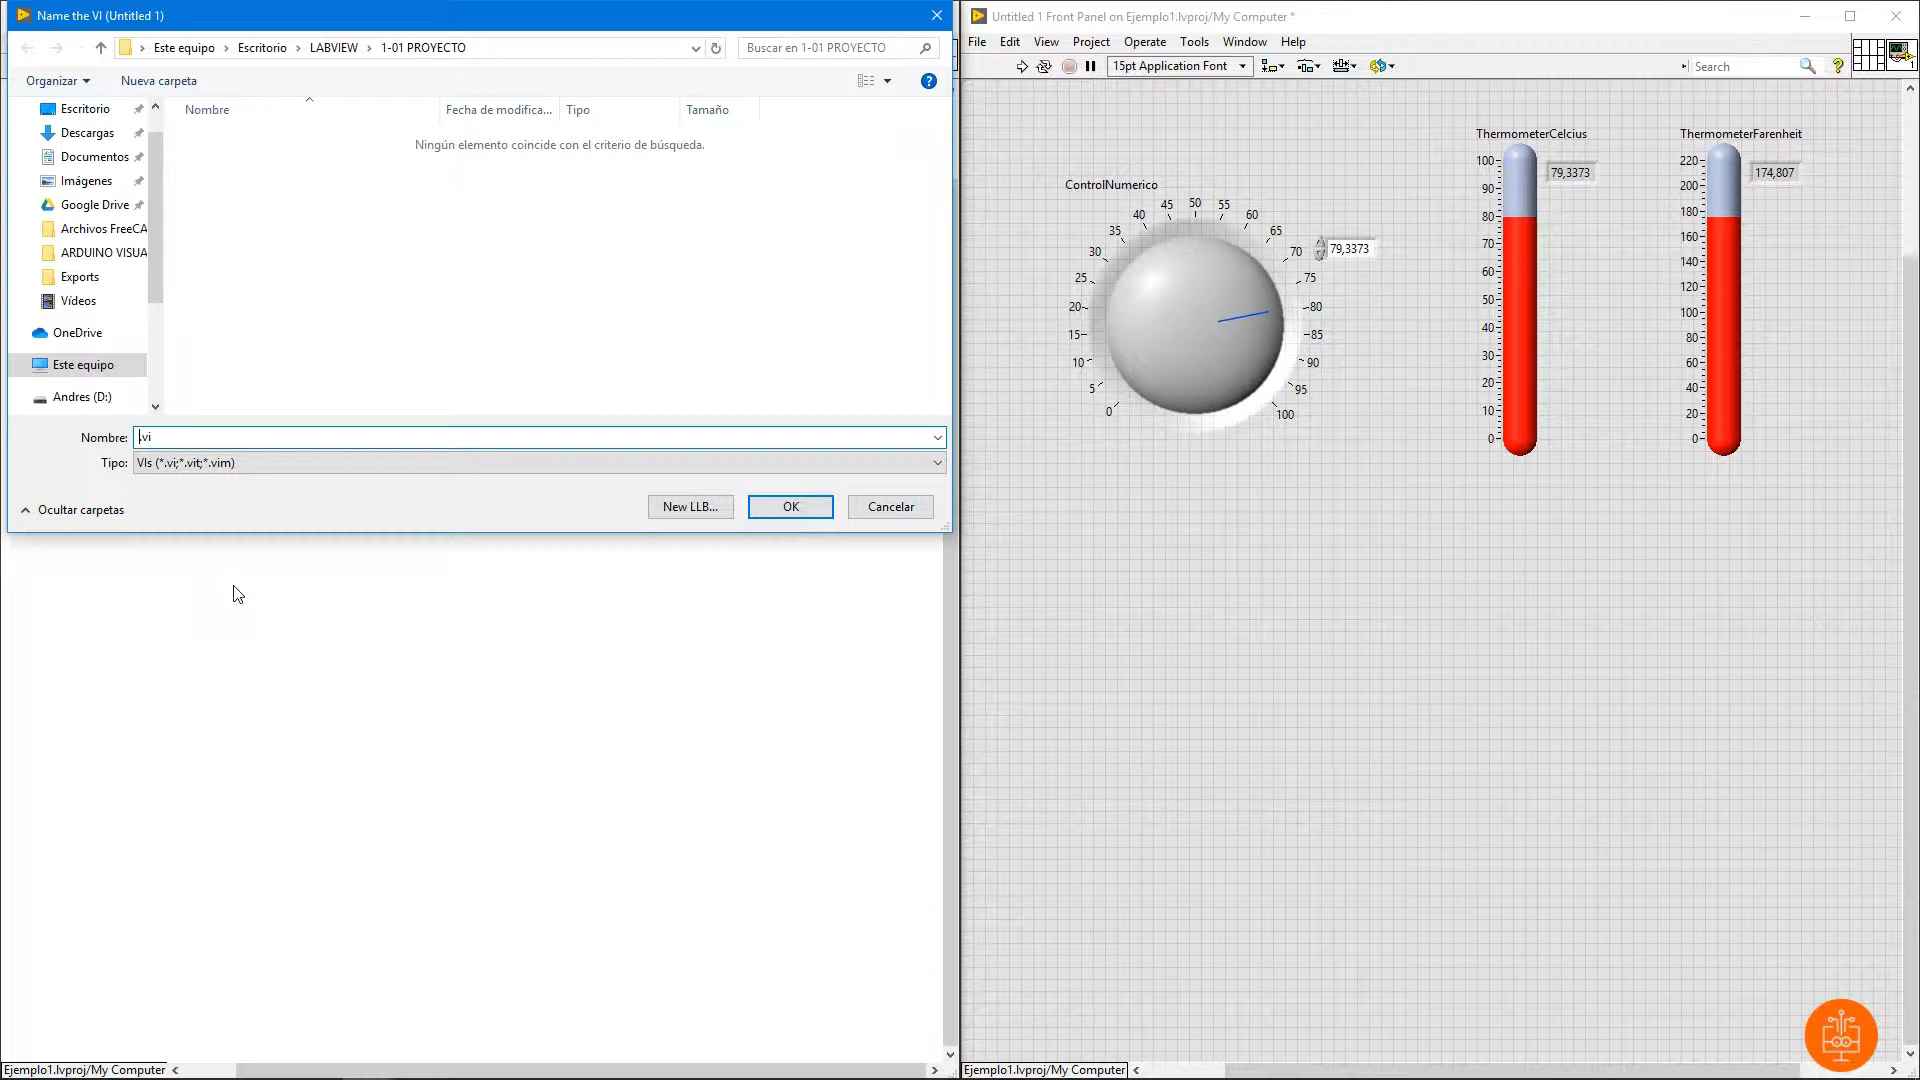 Name the VI (Untitled 1)
Este equipo > Escritorio > LABVIEW > 1-01 PROYECTO
Buscar en 1-01 PROYECTO
Organizar
Nueva carpeta
Nombre
Fecha de modifica...
Tipo
Tamaño
Ningún elemento coincide con el criterio de búsqueda.
Escritorio
Descargas
Documentos
Imágenes
Google Drive
Archivos FreeCA
ARDUINO VISUA
Exports
Vídeos
OneDrive
Este equipo
Andres (D:)
Nombre: .vi
Tipo: VIs (*.vi;*.vit;*.vim)
Ocultar carpetas
New LLB...
OK
Cancelar
Ejemplo1.lvproj/My Computer <
Untitled 1 Front Panel on Ejemplo1.lvproj/My Computer *
File Edit View Project Operate Tools Window Help
15pt Application Font
Search
?
1
ControlNumerico
0
5
10
15
20
25
30
35
40
45
50
55
60
65
70
75
80
85
90
95
100
79,3373
ThermometerCelcius
100
90
80
70
60
50
40
30
20
10
0
79,3373
ThermometerFarenheit
220
200
180
160
140
120
100
80
60
40
20
0
174,807
Ejemplo1.lvproj/My Computer <